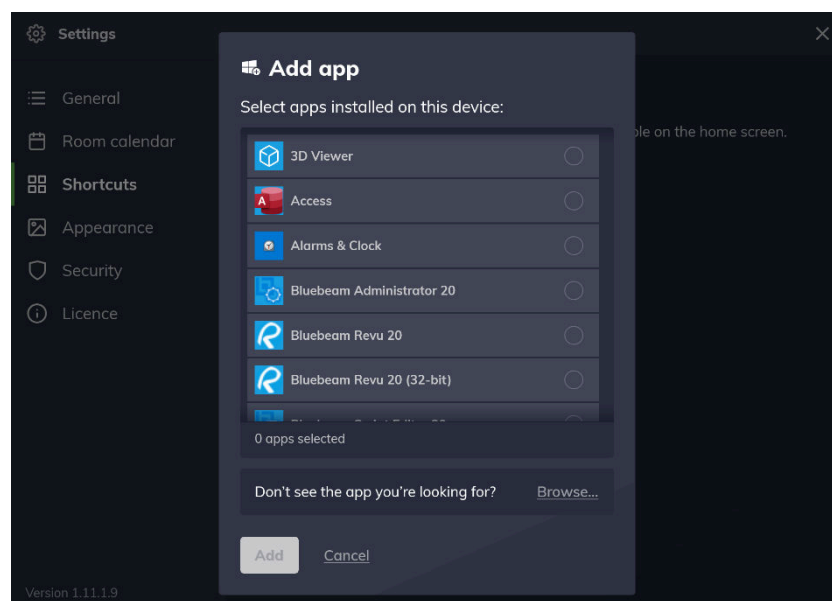 Settings
General
Room calendar
Shortcuts
Appearance
Security
Licence
Version 1.11.1.9
ble on the home screen.
Add app
Select apps installed on this device:
3D Viewer
A Access
Alarms & Clock
Bluebeam Administrator 20
Bluebeam Revu 20
Bluebeam Revu 20 (32-bit)
0 apps selected
Don't see the app you're looking for? Browse...
Add Cancel